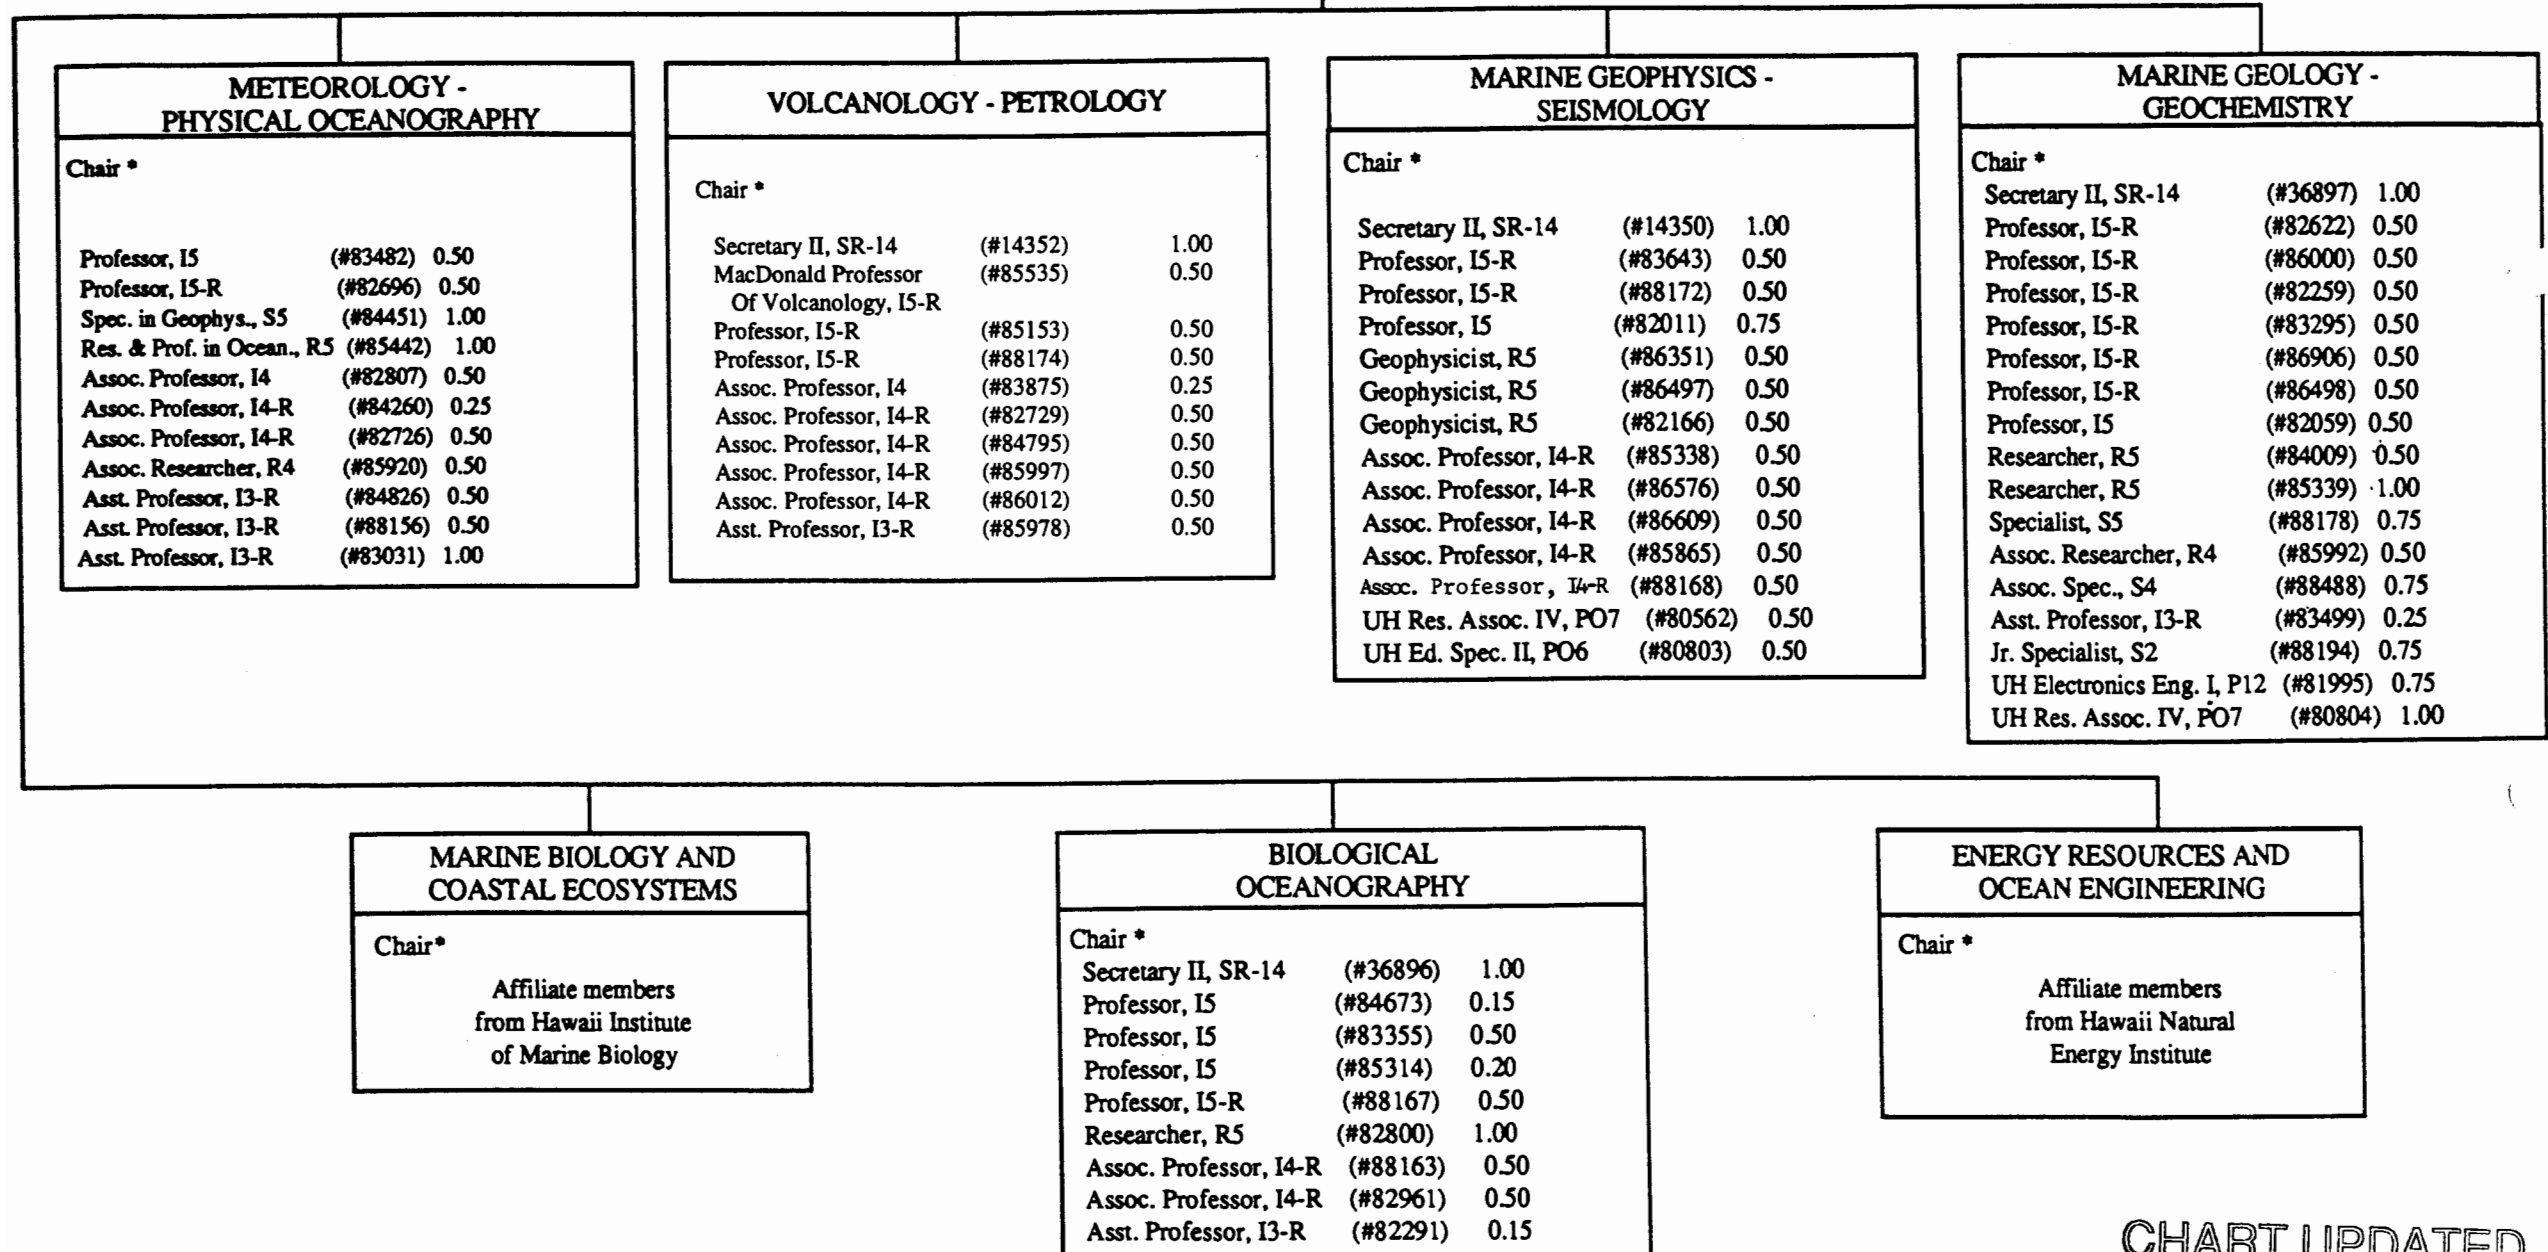 METEOROLOGY -
PHYSICAL OCEANOGRAPHY
Chair *
Professor, I5 (#83482) 0.50
Professor, I5-R (#82696) 0.50
Spec. in Geophys., S5 (#84451) 1.00
Res. & Prof. in Ocean., R5 (#85442) 1.00
Assoc. Professor, I4 (#82807) 0.50
Assoc. Professor, I4-R (#84260) 0.25
Assoc. Professor, I4-R (#82726) 0.50
Assoc. Researcher, R4 (#85920) 0.50
Asst. Professor, I3-R (#84826) 0.50
Asst. Professor, I3-R (#88156) 0.50
Asst. Professor, I3-R (#83031) 1.00
VOLCANOLOGY - PETROLOGY
Chair *
Secretary II, SR-14 (#14352) 1.00
MacDonald Professor (#85535) 0.50
Of Volcanology, I5-R
Professor, I5-R (#85153) 0.50
Professor, I5-R (#88174) 0.50
Assoc. Professor, I4 (#83875) 0.25
Assoc. Professor, I4-R (#82729) 0.50
Assoc. Professor, I4-R (#84795) 0.50
Assoc. Professor, I4-R (#85997) 0.50
Assoc. Professor, I4-R (#86012) 0.50
Asst. Professor, I3-R (#85978) 0.50
MARINE GEOPHYSICS -
SEISMOLOGY
Chair *
Secretary II, SR-14 (#14350) 1.00
Professor, I5-R (#83643) 0.50
Professor, I5-R (#88172) 0.50
Professor, I5 (#82011) 0.75
Geophysicist, R5 (#86351) 0.50
Geophysicist, R5 (#86497) 0.50
Geophysicist, R5 (#82166) 0.50
Assoc. Professor, I4-R (#85338) 0.50
Assoc. Professor, I4-R (#86576) 0.50
Assoc. Professor, I4-R (#86609) 0.50
Assoc. Professor, I4-R (#85865) 0.50
Assoc. Professor, I4-R (#88168) 0.50
UH Res. Assoc. IV, PO7 (#80562) 0.50
UH Ed. Spec. II, PO6 (#80803) 0.50
MARINE GEOLOGY -
GEOCHEMISTRY
Chair *
Secretary II, SR-14 (#36897) 1.00
Professor, I5-R (#82622) 0.50
Professor, I5-R (#86000) 0.50
Professor, I5-R (#82259) 0.50
Professor, I5-R (#83295) 0.50
Professor, I5-R (#86906) 0.50
Professor, I5-R (#86498) 0.50
Professor, I5 (#82059) 0.50
Researcher, R5 (#84009) 0.50
Researcher, R5 (#85339) 1.00
Specialist, S5 (#88178) 0.75
Assoc. Researcher, R4 (#85992) 0.50
Assoc. Spec., S4 (#88488) 0.75
Asst. Professor, I3-R (#83499) 0.25
Jr. Specialist, S2 (#88194) 0.75
UH Electronics Eng. I, P12 (#81995) 0.75
UH Res. Assoc. IV, PO7 (#80804) 1.00
MARINE BIOLOGY AND
COASTAL ECOSYSTEMS
Chair*
Affiliate members
from Hawaii Institute
of Marine Biology
BIOLOGICAL
OCEANOGRAPHY
Chair *
Secretary II, SR-14 (#36896) 1.00
Professor, I5 (#84673) 0.15
Professor, I5 (#83355) 0.50
Professor, I5 (#85314) 0.20
Professor, I5-R (#88167) 0.50
Researcher, R5 (#82800) 1.00
Assoc. Professor, I4-R (#88163) 0.50
Assoc. Professor, I4-R (#82961) 0.50
Asst. Professor, I3-R (#82291) 0.15
ENERGY RESOURCES AND
OCEAN ENGINEERING
Chair *
Affiliate members
from Hawaii Natural
Energy Institute
CHART UPDATED